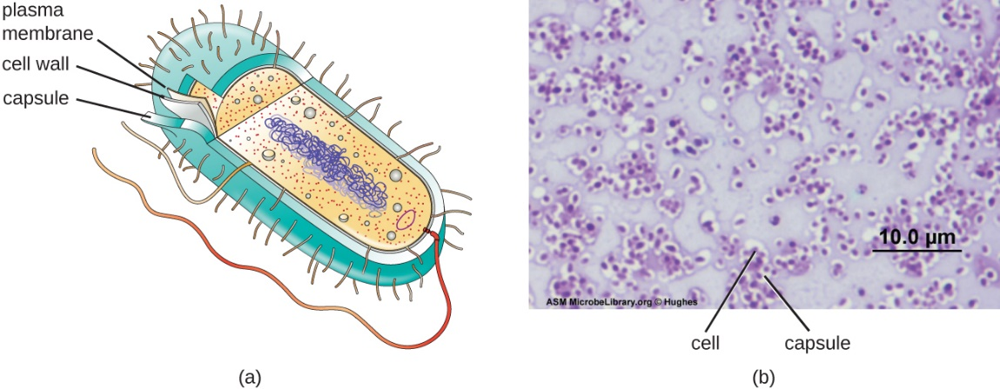 plasma
membrane
cell wall
capsule
10.0 µm
ASM MicrobeLibrary.org © Hughes
cell
capsule
(a)
(b)